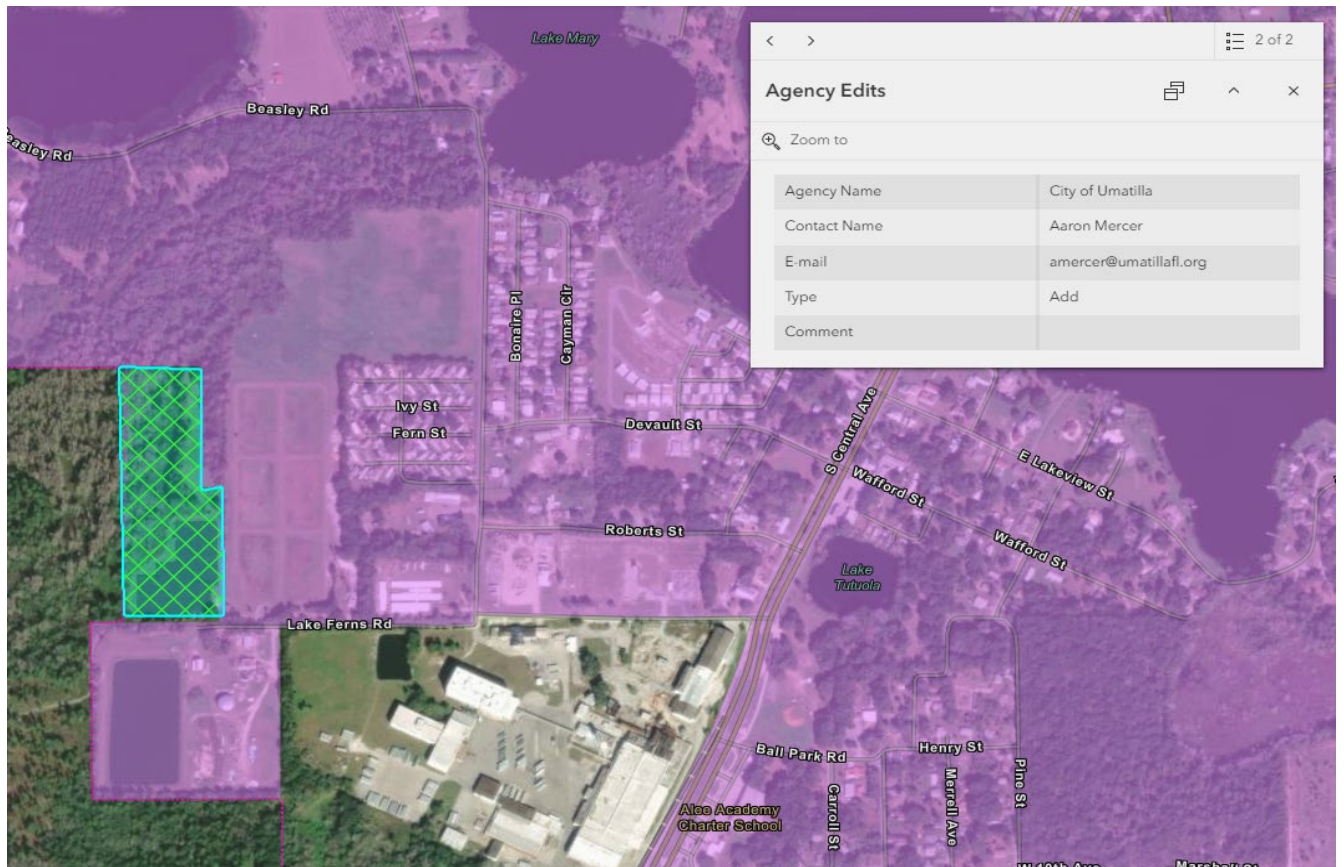 Lake Mary
Beasley Rd
Beasley Rd
2 of 2
Agency Edits
Zoom to
Agency Name City of Umatilla
Contact Name Aaron Mercer
E-mail amercer@umatillafl.org
Type Add
Comment
Bonaire Pl
Cayman Cir
Ivy St
Fern St
Devault St
S Central Ave
E Lakeview St
Wafford St
Wafford St
Roberts St
Lake
Tutuola
Lake Ferns Rd
Ball Park Rd
Henry St
Pine St
Merrell Ave
Carroll St
Alee Academy
Charter School